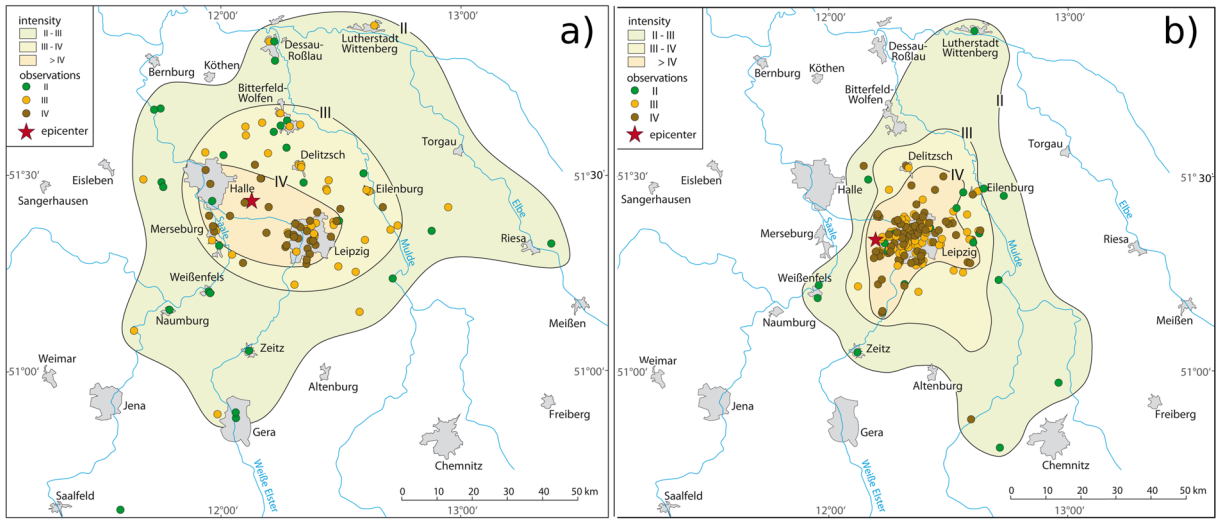 12°00'
13°00'
a)
intensity
II - III
III - IV
> IV
observations
II
III
IV
epicenter
II
Lutherstadt
Wittenberg
Dessau-
Roßlau
Bernburg
Köthen
Bitterfeld-
Wolfen
III
Torgau
Delitzsch
51°30'
Eisleben
Halle
IV
Eilenburg
Sangerhausen
Elbe
Merseburg
Saale
Riesa
Leipzig
Mulde
Weißenfels
Naumburg
Meißen
Zeitz
Weimar
51°00'
Altenburg
Jena
Freiberg
Gera
Chemnitz
Weiße Elster
Saalfeld
0 10 20 30 40 50 km
12°00'
13°00'
12°00'
13°00'
b)
intensity
II - III
III - IV
> IV
observations
II
III
IV
epicenter
Lutherstadt
Wittenberg
Dessau-
Roßlau
Bernburg
Köthen
Bitterfeld-
Wolfen
II
III
Torgau
Delitzsch
51°30'
51°30'
IV
Eisleben
Halle
Eilenburg
Sangerhausen
Elbe
Merseburg
Saale
Riesa
Leipzig
Mulde
Weißenfels
Naumburg
Meißen
Zeitz
Weimar
51°00'
51°00'
Altenburg
Jena
Freiberg
Gera
Chemnitz
Weiße Elster
Saalfeld
0 10 20 30 40 50 km
12°00'
13°00'